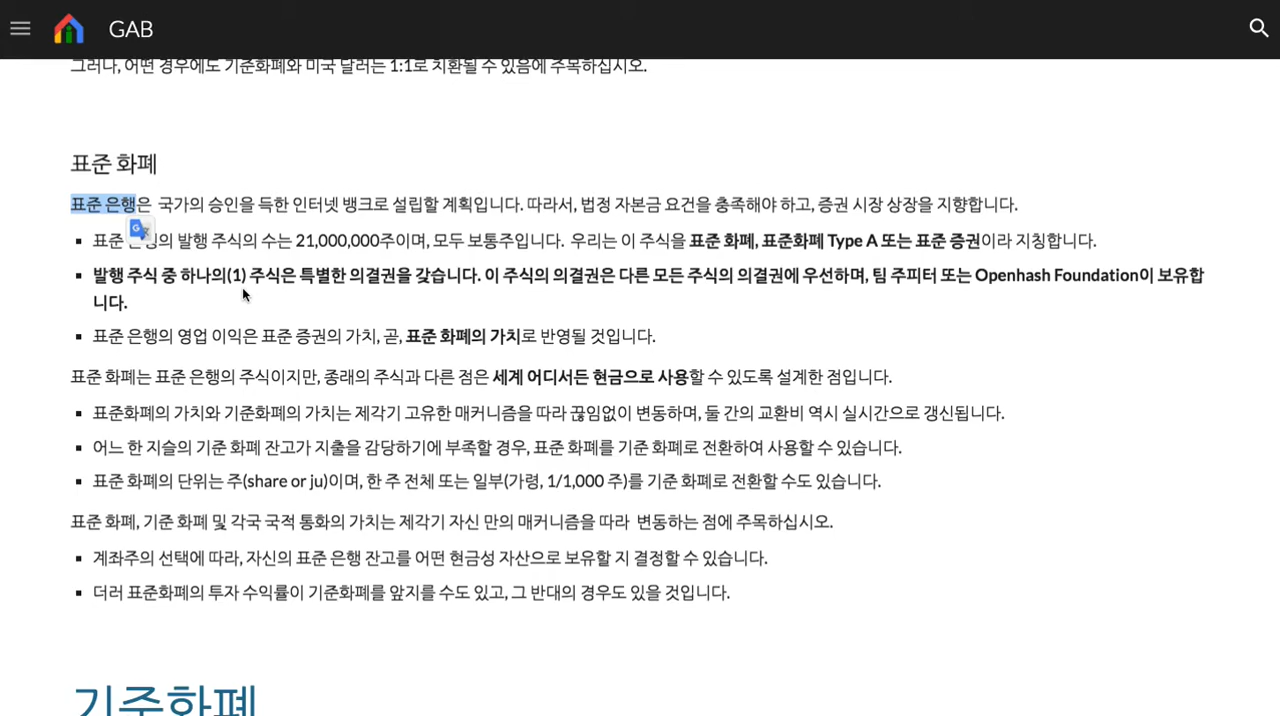 GAB
그러나, 어떤 경우에도 기준화폐와 미국 달러는 1:1로 치환될 수 있음에 주목하십시오.
표준 화폐
표준 은행은 국가의 승인을 득한 인터넷 뱅크로 설립할 계획입니다. 따라서, 법정 자본금 요건을 충족해야 하고, 증권 시장 상장을 지향합니다.
표준 의 발행 주식의 수는 21,000,000주이며, 모두 보통주입니다. 우리는 이 주식을 표준 화폐, 표준화폐 Type A 또는 표준 증권이라 지칭합니다.
발행 주식 중 하나의(1) 주식은 특별한 의결권을 갖습니다. 이 주식의 의결권은 다른 모든 주식의 의결권에 우선하며, 팀 주피터 또는 Openhash Foundation이 보유합
니다.
표준 은행의 영업 이익은 표준 증권의 가치, 곧, 표준 화폐의 가치로 반영될 것입니다.
표준 화폐는 표준 은행의 주식이지만, 종래의 주식과 다른 점은 세계 어디서든 현금으로 사용할 수 있도록 설계한 점입니다.
표준화폐의 가치와 기준화폐의 가치는 제각기 고유한 매커니즘을 따라 끊임없이 변동하며, 둘 간의 교환비 역시 실시간으로 갱신됩니다.
어느 한 지슬의 기준 화폐 잔고가 지출을 감당하기에 부족할 경우, 표준 화폐를 기준 화폐로 전환하여 사용할 수 있습니다.
표준 화폐의 단위는 주(share or ju)이며, 한 주 전체 또는 일부(가령, 1/1,000 주)를 기준 화폐로 전환할 수도 있습니다.
표준 화폐, 기준 화폐 및 각국 국적 통화의 가치는 제각기 자신 만의 매커니즘을 따라 변동하는 점에 주목하십시오.
계좌주의 선택에 따라, 자신의 표준 은행 잔고를 어떤 현금성 자산으로 보유할 지 결정할 수 있습니다.
더러 표준화폐의 투자 수익률이 기준화폐를 앞지를 수도 있고, 그 반대의 경우도 있을 것입니다.
기준화폐